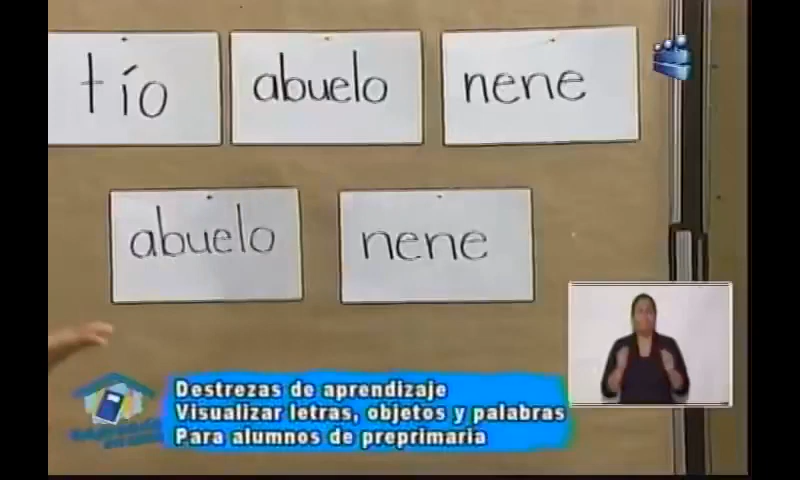 tío abuelo nene
abuelo nene
Destrezas de aprendizaje
Visualizar letras, objetos y palabras
Para alumnos de preprimaria